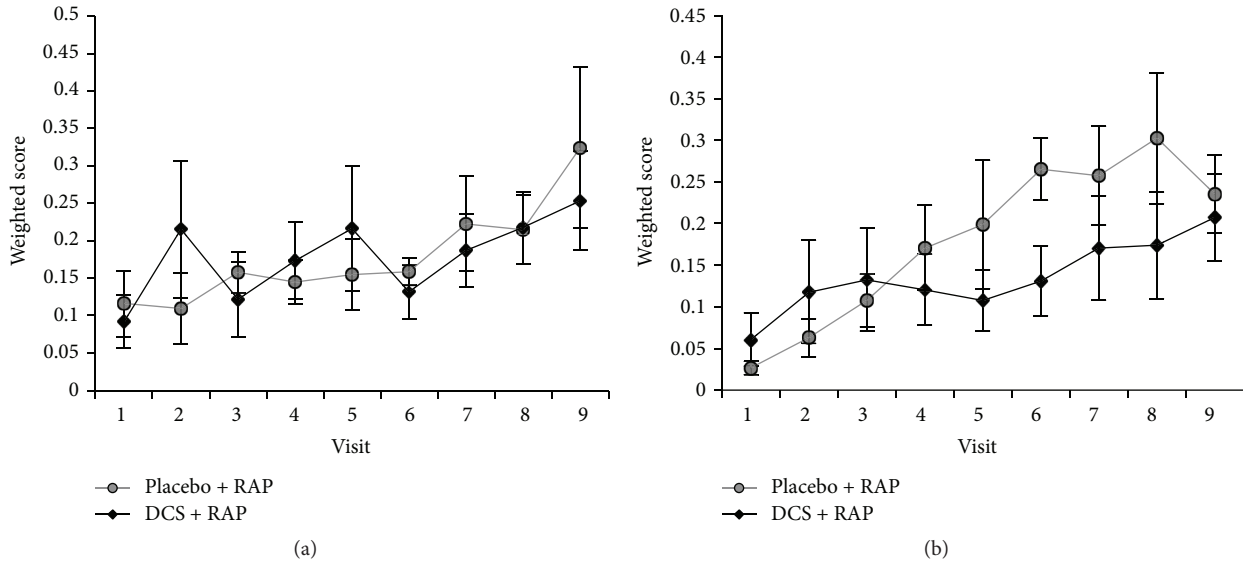 0.5
0.45
0.4
0.35
0.3
0.25
0.2
0.15
0.1
0.05
0
Weighted score
1 2 3 4 5 6 7 8 9
Visit
Placebo + RAP
DCS + RAP
(a)
0.45
0.4
0.35
0.3
0.25
0.2
0.15
0.1
0.05
0
Weighted score
1 2 3 4 5 6 7 8 9
Visit
Placebo + RAP
DCS + RAP
(b)